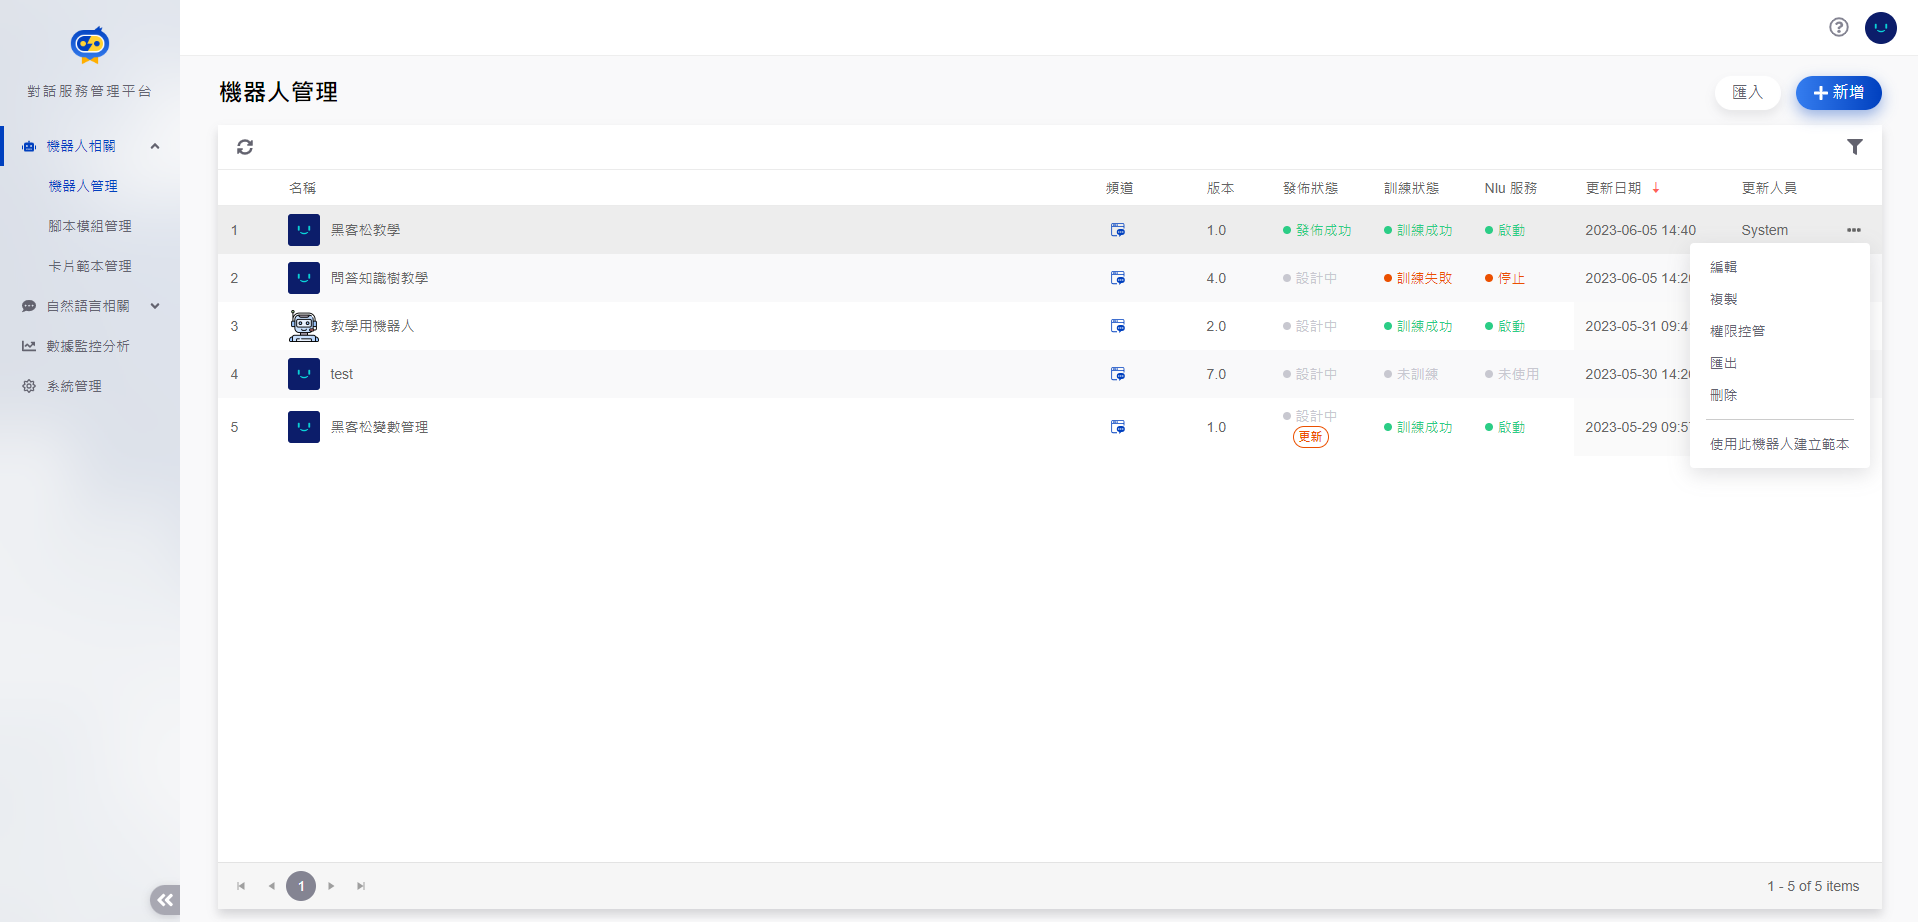 對話服務管理平台
機器人相關
機器人管理
腳本模組管理
卡片範本管理
自然語言相關
數據監控分析
系統管理
機器人管理
匯入
新增
名稱 頻道 版本 發佈狀態 訓練狀態 Nlu 服務 更新日期 更新人員
1 黑客松教學 1.0 發佈成功 訓練成功 啟動 2023-06-05 14:40 System
2 問答知識樹教學 4.0 設計中 訓練失敗 停止 2023-06-05 14:2
3 教學用機器人 2.0 設計中 訓練成功 啟動 2023-05-31 09:4
4 test 7.0 設計中 未訓練 未使用 2023-05-30 14:2
5 黑客松變數管理 1.0 設計中 訓練成功 啟動 2023-05-29 09:5
更新
編輯
複製
權限控管
匯出
刪除
使用此機器人建立範本
1
1 - 5 of 5 items